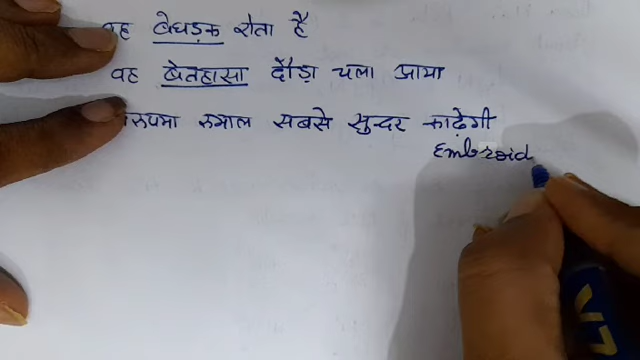 वह बेधड़क रोता है
वह बेतहासा दौड़ा चला आया
रुपमा रुमाल सबसे सुन्दर काढ़ेगी
Embroid